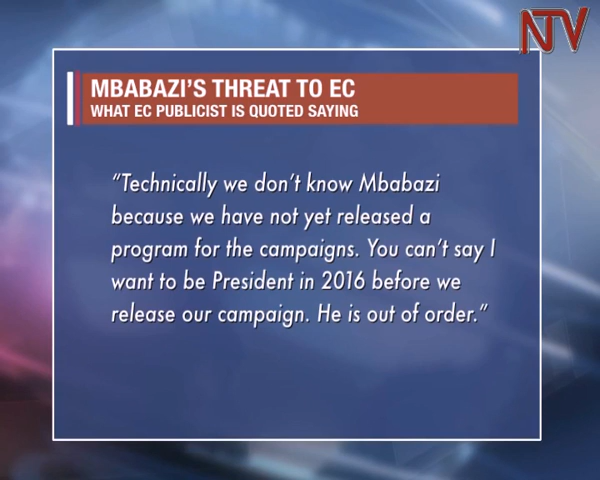 NTV
MBABAZI'S THREAT TO EC
WHAT EC PUBLICIST IS QUOTED SAYING
"Technically we don't know Mbabazi
because we have not yet released a
program for the campaigns. You can't say I
want to be President in 2016 before we
release our campaign. He is out of order."